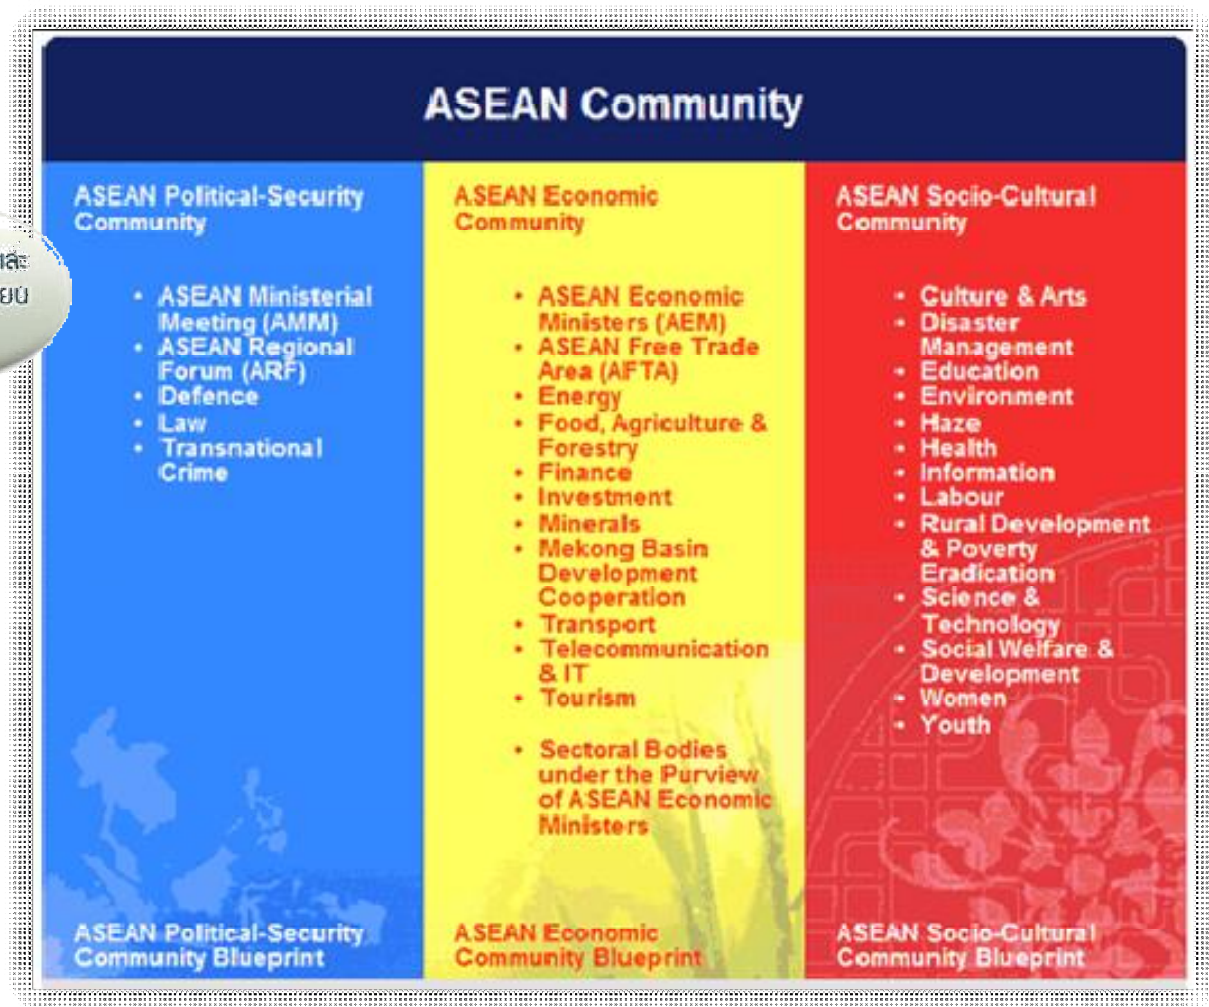 ASEAN Community
ASEAN Political-Security
Community
• ASEAN Ministerial
Meeting (AMM)
• ASEAN Regional
Forum (ARF)
• Defence
• Law
• Transnational
Crime
ASEAN Political-Security
Community Blueprint
ASEAN Economic
Community
• ASEAN Economic
Ministers (AEM)
• ASEAN Free Trade
Area (AFTA)
• Energy
• Food, Agriculture &
Forestry
• Finance
• Investment
• Minerals
• Mekong Basin
Development
Cooperation
• Transport
• Telecommunication
& IT
• Tourism
• Sectoral Bodies
under the Purview
of ASEAN Economic
Ministers
ASEAN Economic
Community Blueprint
ASEAN Socio-Cultural
Community
• Culture & Arts
• Disaster
Management
• Education
• Environment
• Haze
• Health
• Information
• Labour
• Rural Development
& Poverty
Eradication
• Science &
Technology
• Social Welfare &
Development
• Women
• Youth
ASEAN Socio-Cultural
Community Blueprint